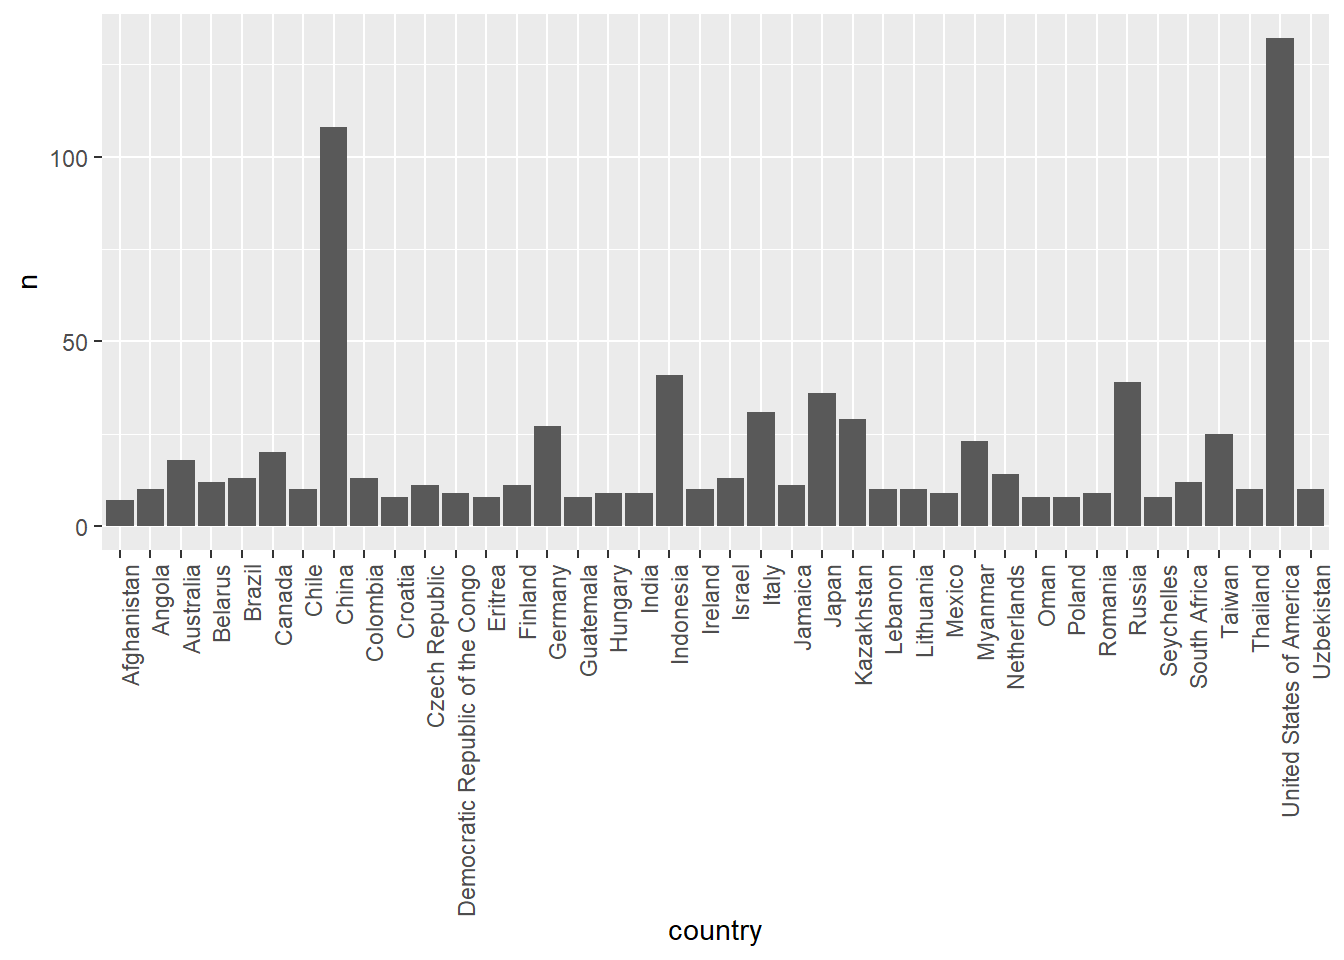 n
100
50
0
Afghanistan
Angola
Australia
Belarus
Brazil
Canada
Chile
China
Colombia
Croatia
Czech Republic
Democratic Republic of the Congo
Eritrea
Finland
Germany
Guatemala
Hungary
India
Indonesia
Ireland
Israel
Italy
Jamaica
Japan
Kazakhstan
Lebanon
Lithuania
Mexico
Myanmar
Netherlands
Oman
Poland
Romania
Russia
Seychelles
South Africa
Taiwan
Thailand
United States of America
Uzbekistan
country